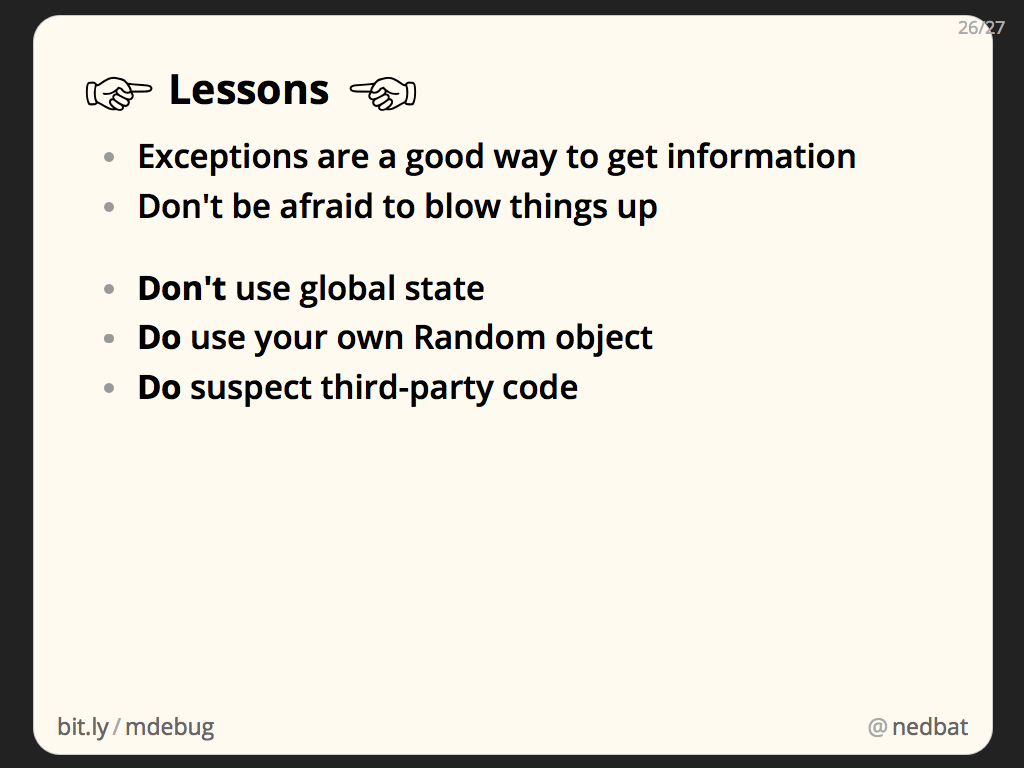 26/27
Lessons
Exceptions are a good way to get information
Don't be afraid to blow things up
Don't use global state
Do use your own Random object
Do suspect third-party code
bit.ly/mdebug
@nedbat